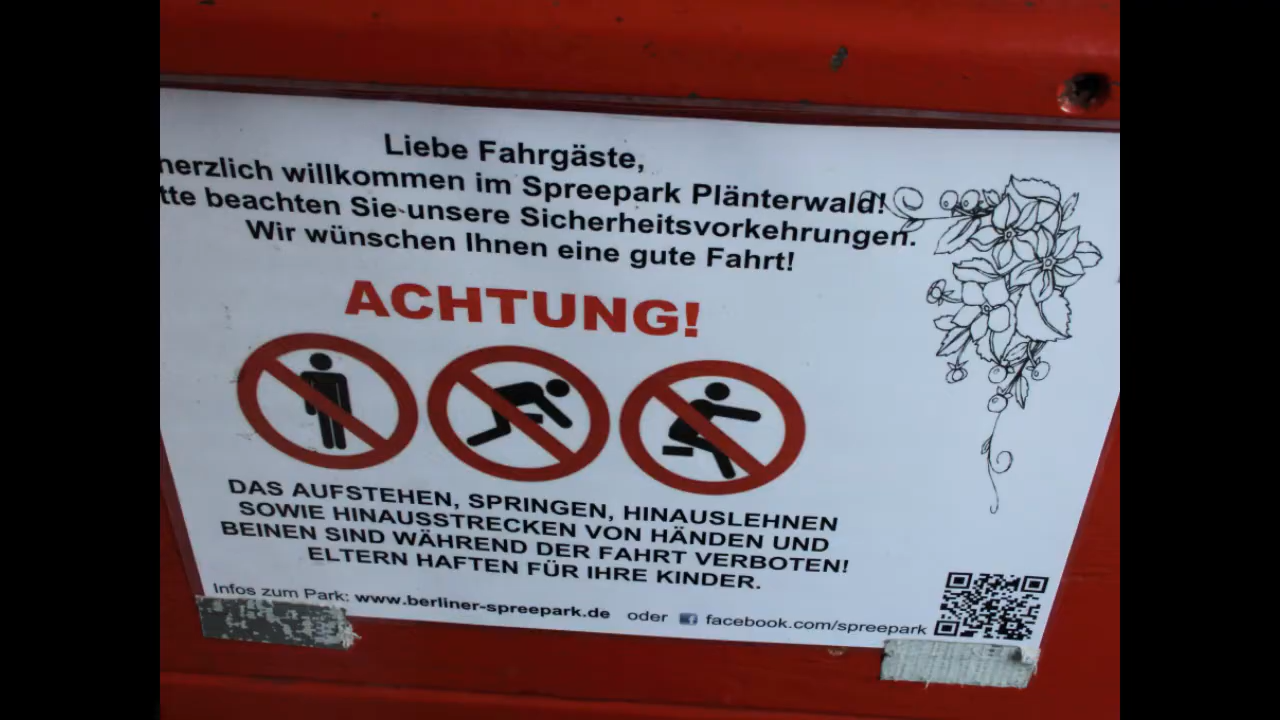 Liebe Fahrgäste,
herzlich willkommen im Spreepark Plänterwald!
tte beachten Sie unsere Sicherheitsvorkehrungen.
Wir wünschen Ihnen eine gute Fahrt!
ACHTUNG!
DAS AUFSTEHEN, SPRINGEN, HINAUSLEHNEN
SOWIE HINAUSSTRECKEN VON HÄNDEN UND
BEINEN SIND WÄHREND DER FAHRT VERBOTEN!
ELTERN HAFTEN FÜR IHRE KINDER.
Infos zum Park: www.berliner-spreepark.de oder f facebook.com/spreepark